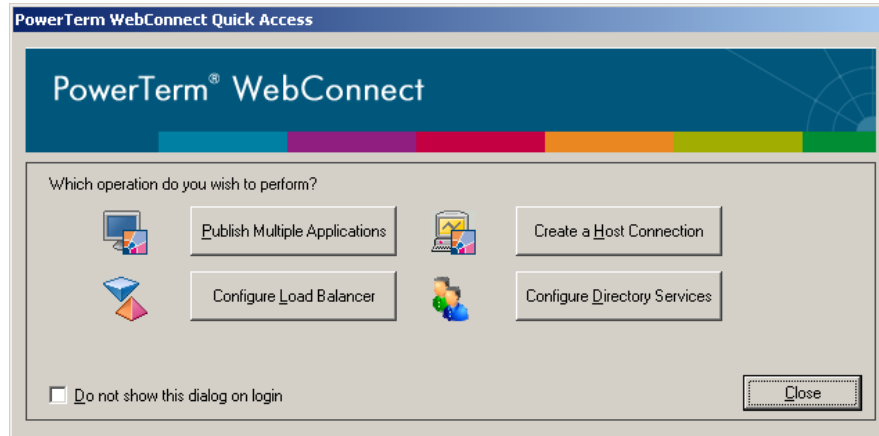 PowerTerm WebConnect Quick Access
PowerTerm® WebConnect
Which operation do you wish to perform?
Publish Multiple Applications
Create a Host Connection
Configure Load Balancer
Configure Directory Services
Do not show this dialog on login
Close